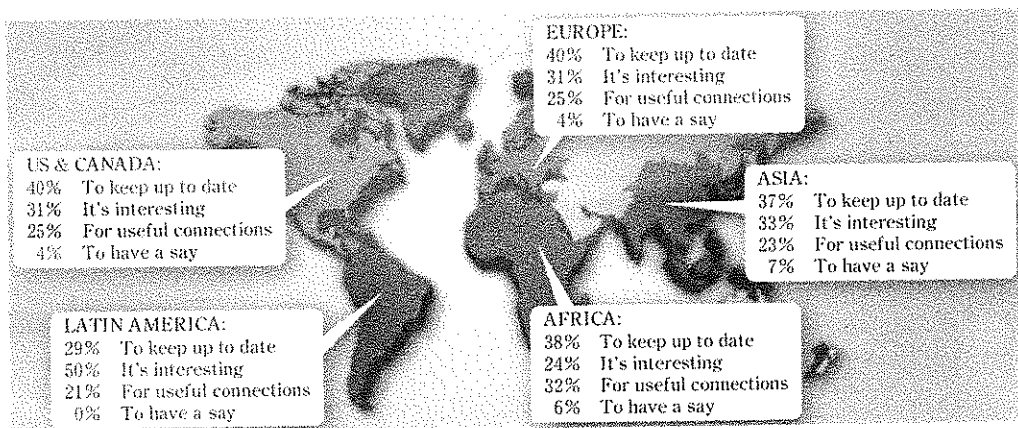 EUROPE:
40% To keep up to date
31% It's interesting
25% For useful connections
4% To have a say
US & CANADA:
40% To keep up to date
31% It's interesting
25% For useful connections
4% To have a say
ASIA:
37% To keep up to date
33% It's interesting
23% For useful connections
7% To have a say
LATIN AMERICA:
29% To keep up to date
50% It's interesting
21% For useful connections
0% To have a say
AFRICA:
38% To keep up to date
24% It's interesting
32% For useful connections
6% To have a say